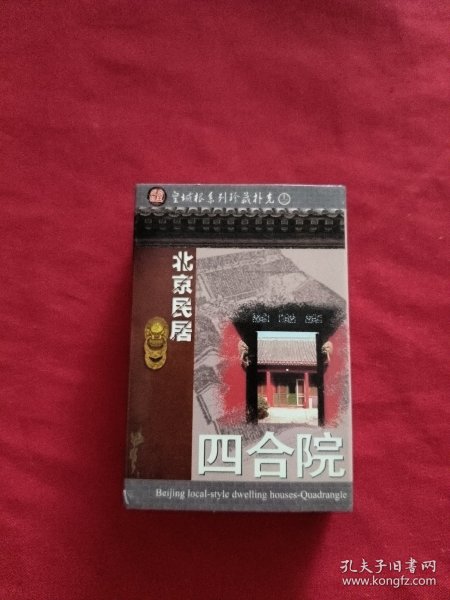 皇城根系列珍藏扑克
北京民居
四合院
Beijing local-style dwelling houses-Quadrangle
孔夫子旧书网
www.kongfz.com